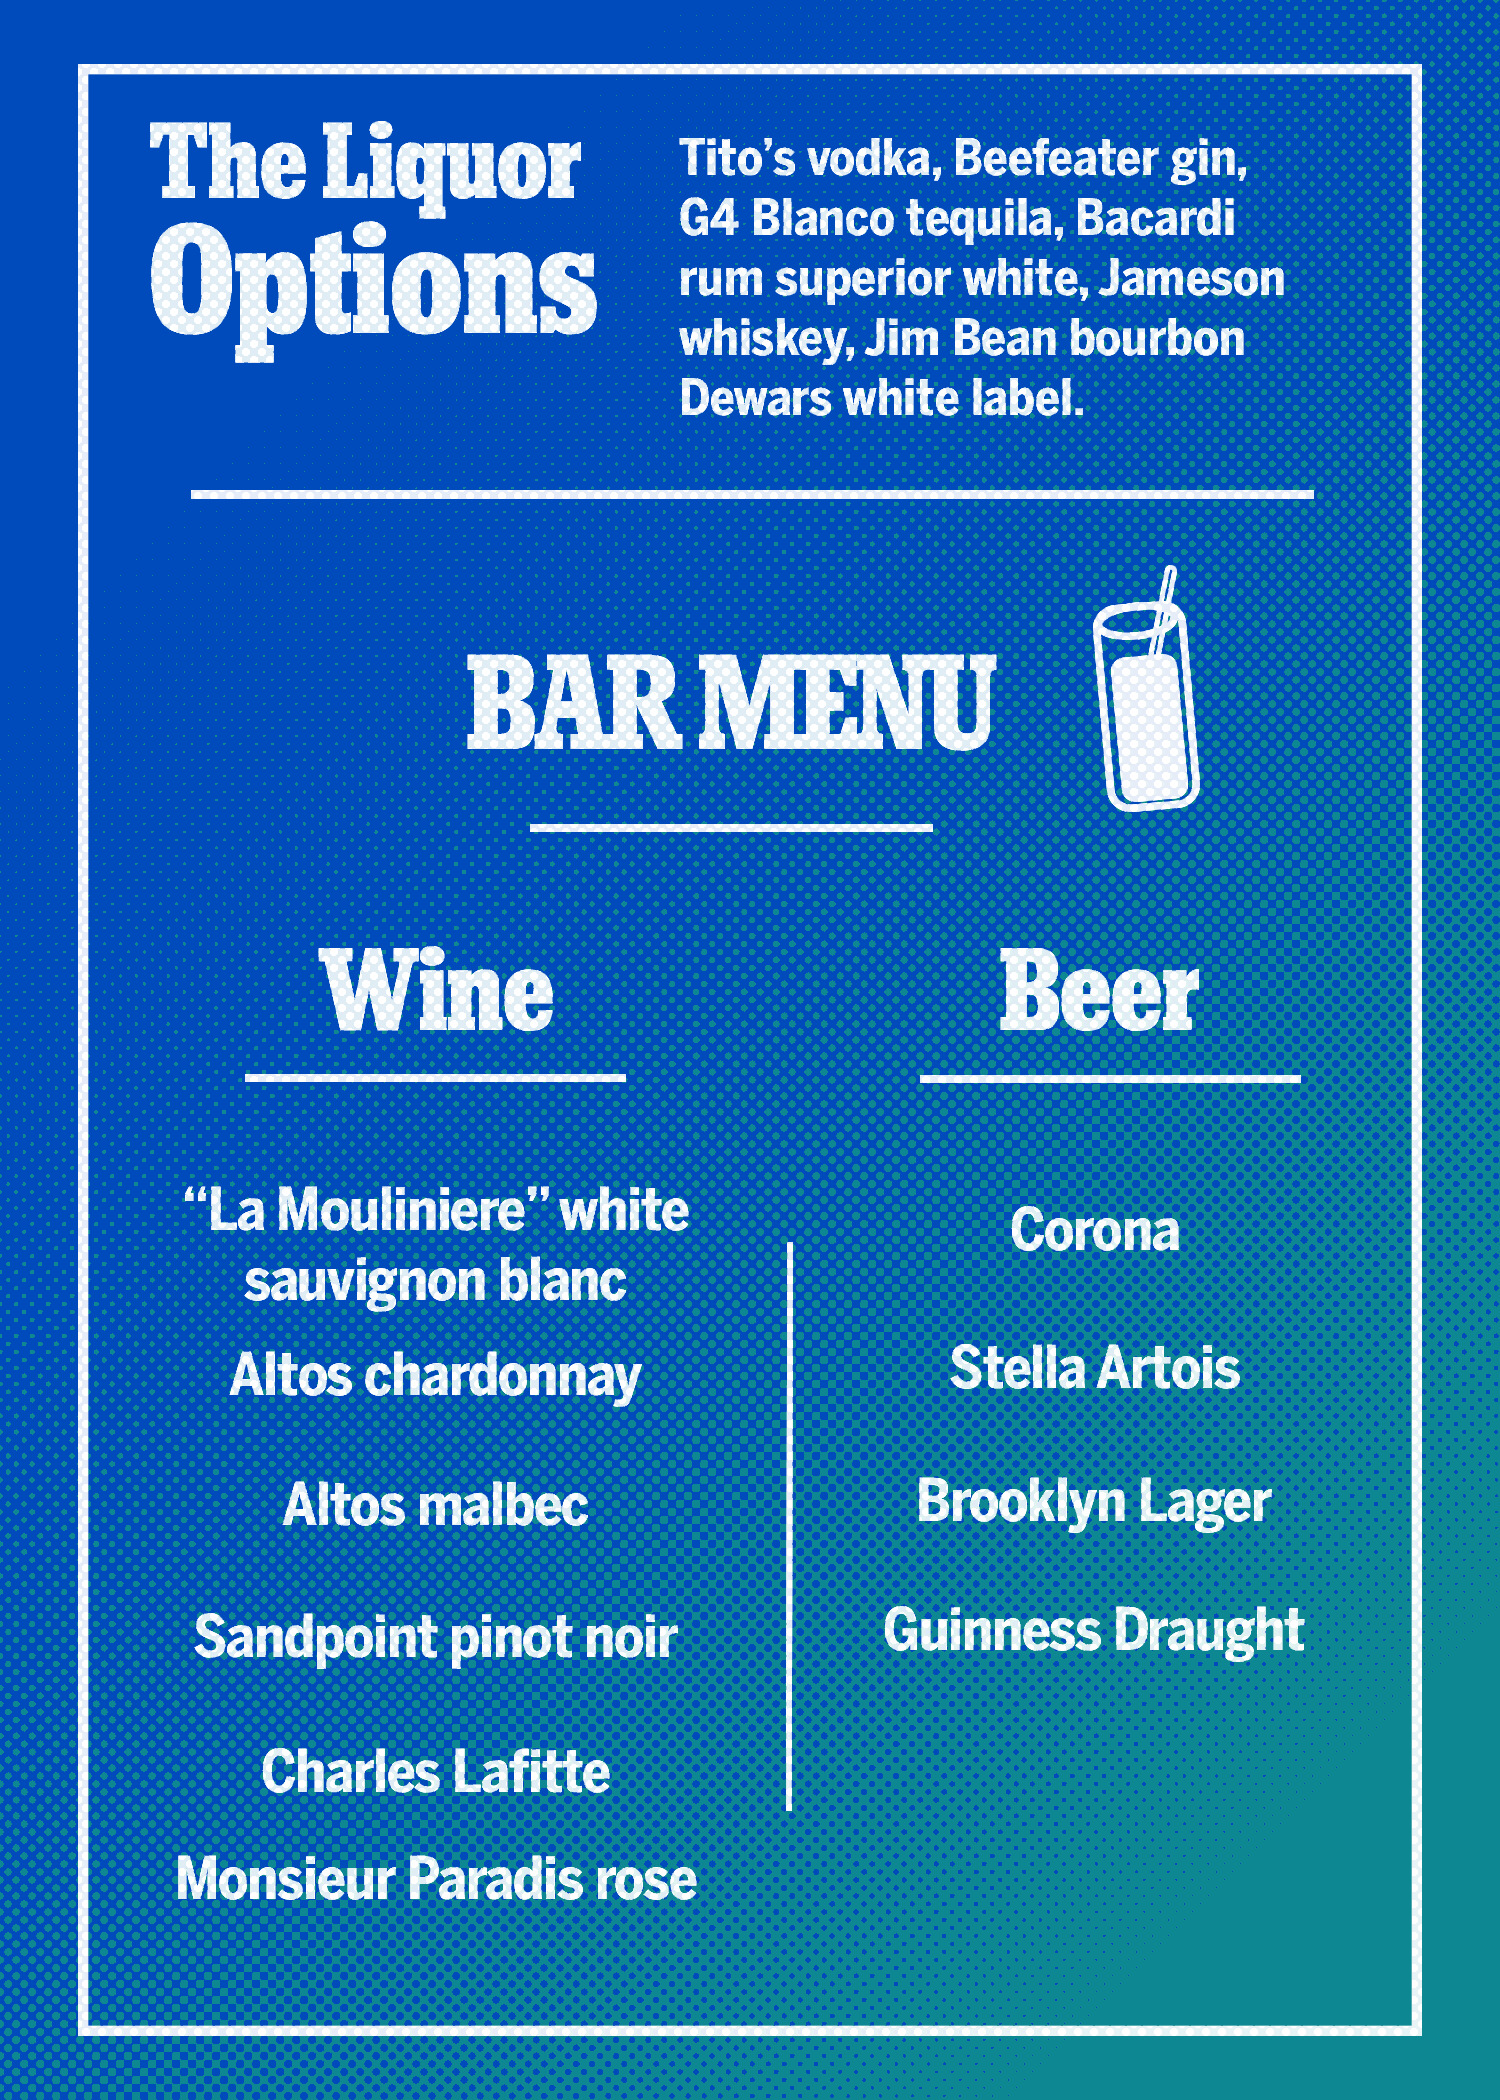 The Liquor
Options
Tito’s vodka, Beefeater gin,
G4 Blanco tequila, Bacardi
rum superior white, Jameson
whiskey, Jim Bean bourbon
Dewars white label.
BAR MENU
Wine
“La Mouliniere” white
sauvignon blanc
Altos chardonnay
Altos malbec
Sandpoint pinot noir
Charles Lafitte
Monsieur Paradis rose
Beer
Corona
Stella Artois
Brooklyn Lager
Guinness Draught